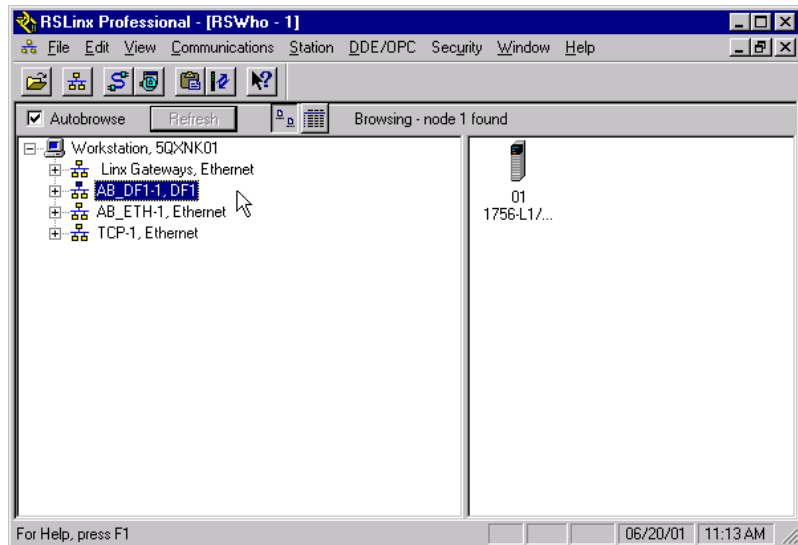 RSLinx Professional - [RSWho - 1]
File Edit View Communications Station DDE/OPC Security Window Help
Autobrowse Refresh Browsing - node 1 found
Workstation, 5QXNK01
Linx Gateways, Ethernet
AB_DF1-1, DF1
AB_ETH-1, Ethernet
TCP-1, Ethernet
01
1756-L1/...
For Help, press F1 06/20/01 11:13 AM